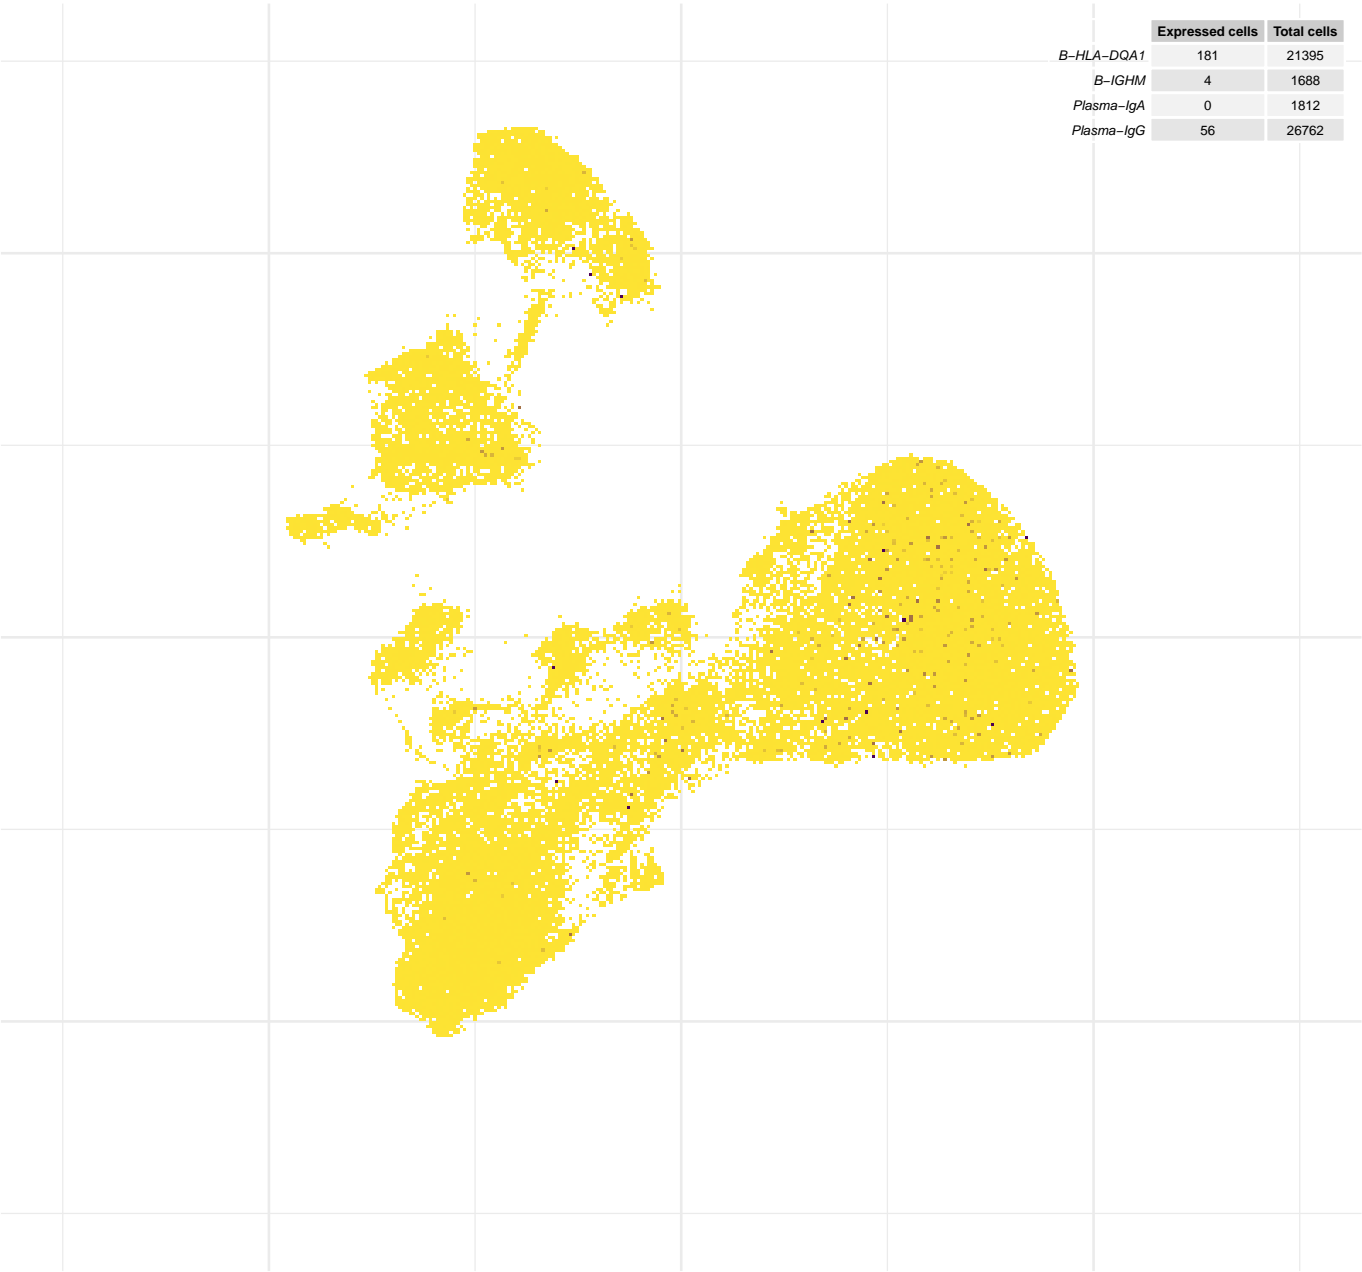 Expressed cells Total cells
B−HLA−DQA1 181 21395
B−IGHM 4 1688
Plasma−IgA 0 1812
Plasma−IgG 56 26762